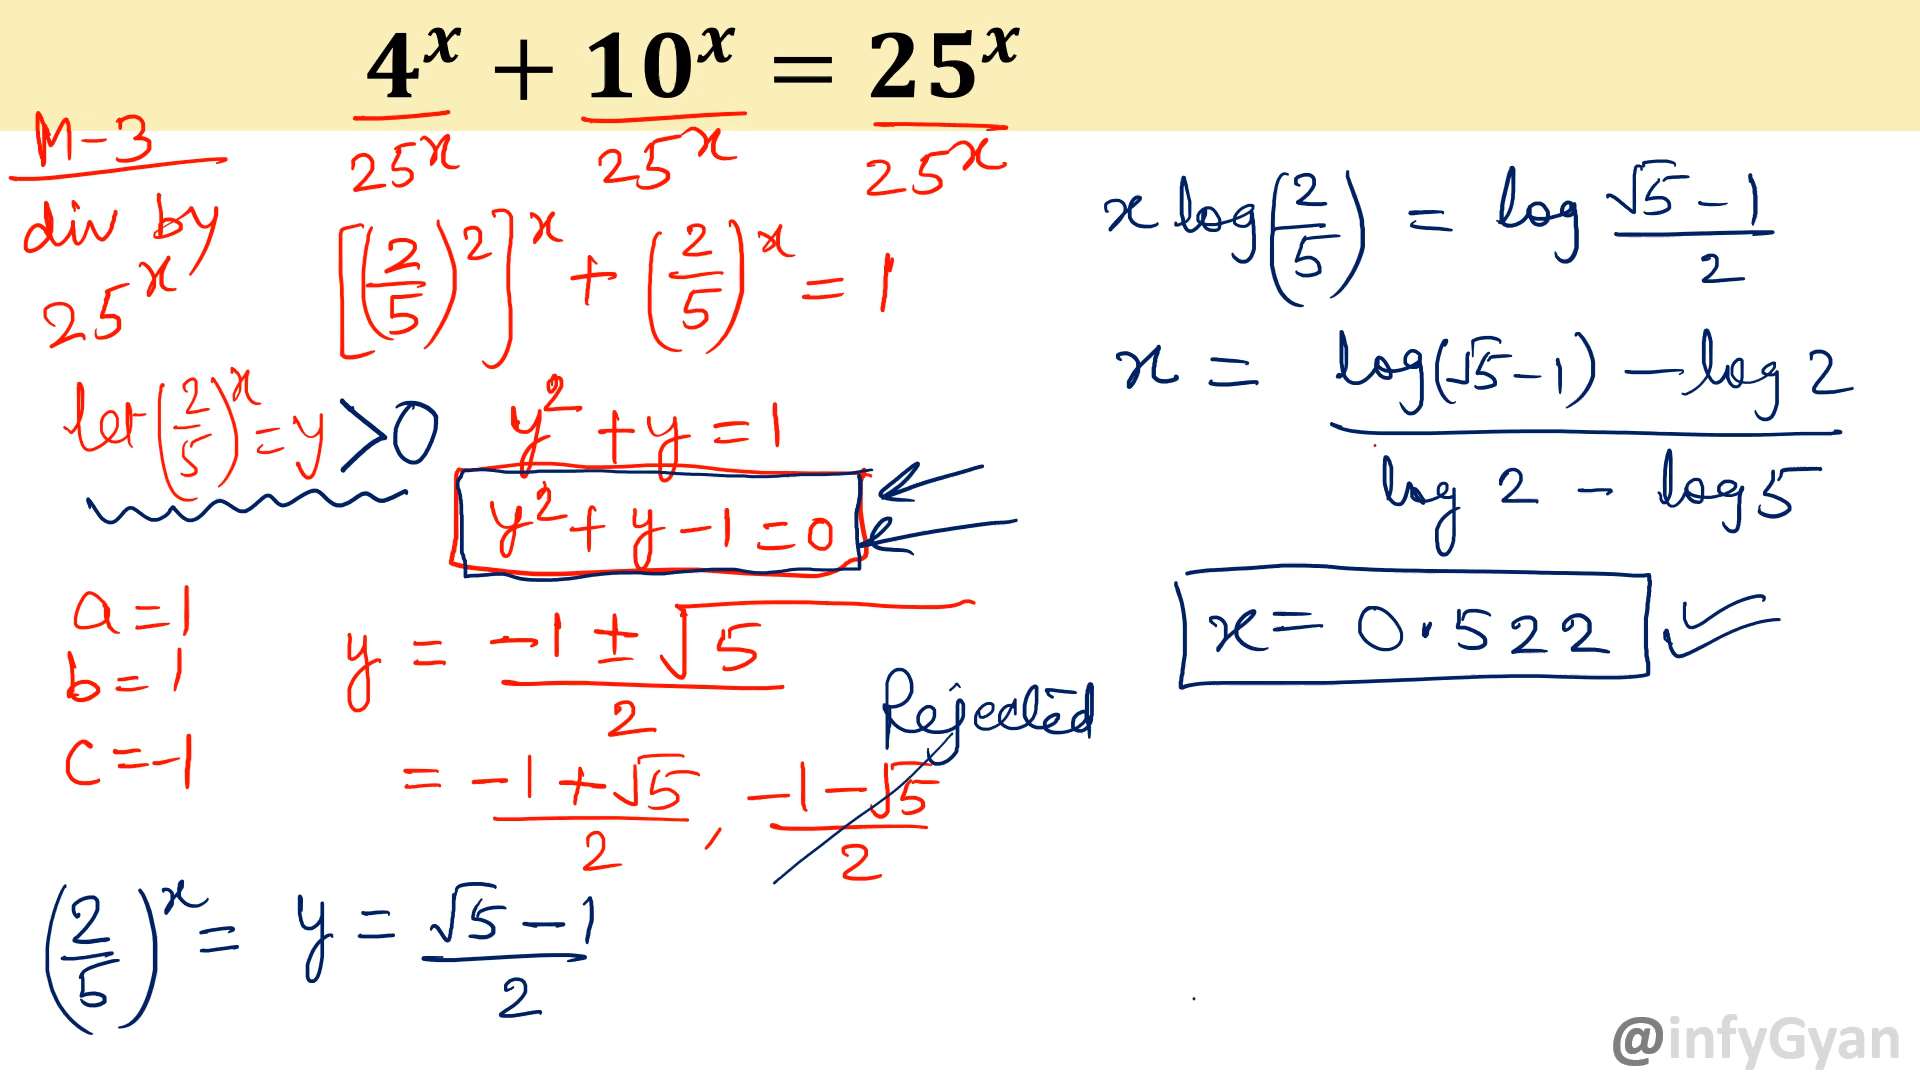 4^x + 10^x = 25^x
25^x 25^x 25^x
M-3
div by
25^x
[(2/5)^2]^x + (2/5)^x = 1
let (2/5)^x = y > 0
y^2 + y = 1
y^2 + y - 1 = 0
a = 1
b = 1
c = -1
y = (-1 ± √5)/2
= (-1 + √5)/2 , (-1 - √5)/2
Rejected
(2/5)^x = y = (√5 - 1)/2
x log(2/5) = log (√5 - 1)/2
x = (log(√5 - 1) - log 2)/(log 2 - log 5)
x = 0.522
@infyGyan